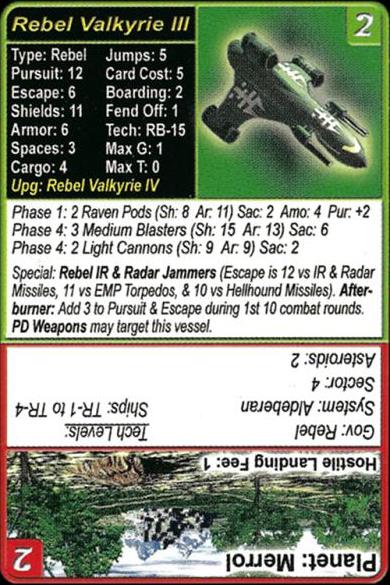 Rebel Valkyrie III
2
Type: Rebel Jumps: 5
Pursuit: 12 Card Cost: 5
Escape: 6 Boarding: 2
Shields: 11 Fend Off: 1
Armor: 6 Tech: RB-15
Spaces: 3 Max G: 1
Cargo: 4 Max T: 0
Upg: Rebel Valkyrie IV
Phase 1: 2 Raven Pods (Sh: 8 Ar: 11) Sac: 2 Amo: 4 Pur: +2
Phase 4: 3 Medium Blasters (Sh: 15 Ar: 13) Sac: 6
Phase 4: 2 Light Cannons (Sh: 9 Ar: 9) Sac: 2
Special: Rebel IR & Radar Jammers (Escape is 12 vs IR & Radar
Missiles, 11 vs EMP Torpedos, & 10 vs Hellhound Missiles). After-
burner: Add 3 to Pursuit & Escape during 1st 10 combat rounds.
PD Weapons may target this vessel.
Planet: Merrol
2
Hostile Landing Fee: 1
Gov: Rebel Tech Levels:
System: Aldeberan Ships: TR-1 to TR-4
Sector: 4
Asteroids: 2